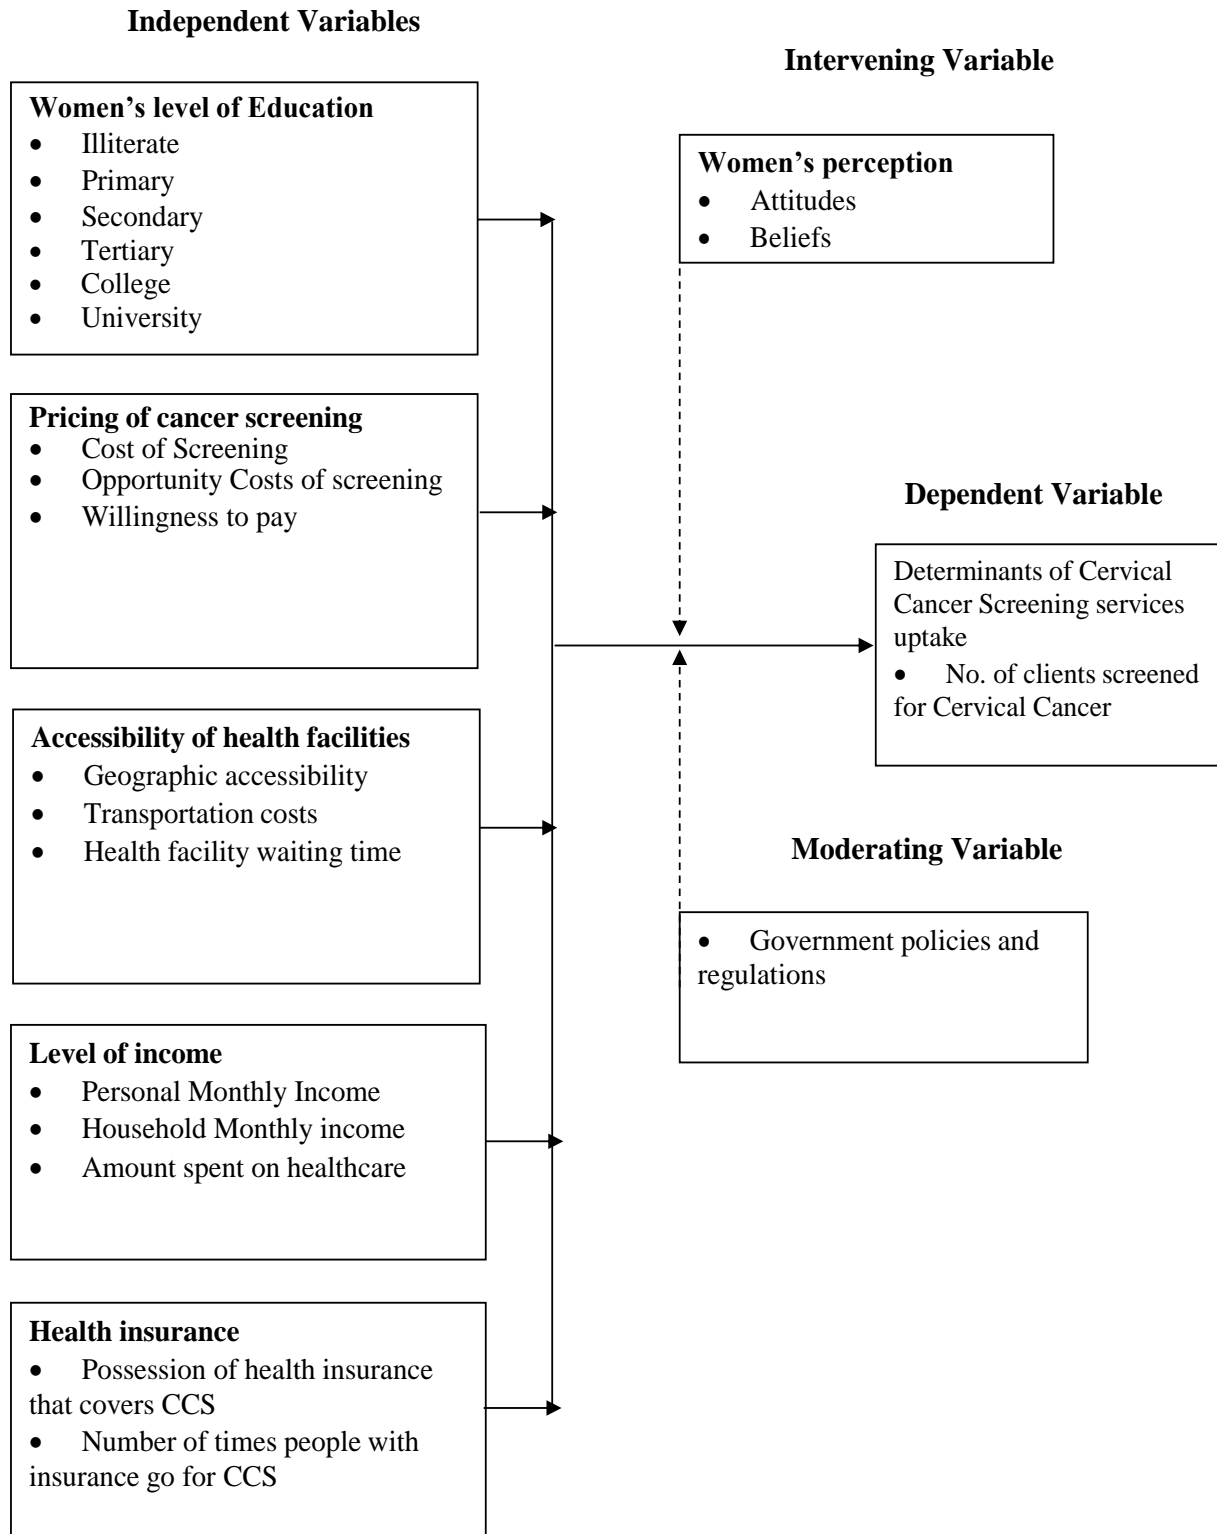 Independent Variables
Women’s level of Education
• Illiterate
• Primary
• Secondary
• Tertiary
• College
• University
Pricing of cancer screening
• Cost of Screening
• Opportunity Costs of screening
• Willingness to pay
Accessibility of health facilities
• Geographic accessibility
• Transportation costs
• Health facility waiting time
Level of income
• Personal Monthly Income
• Household Monthly income
• Amount spent on healthcare
Health insurance
• Possession of health insurance
that covers CCS
• Number of times people with
insurance go for CCS
Intervening Variable
Women’s perception
• Attitudes
• Beliefs
Dependent Variable
Determinants of Cervical
Cancer Screening services
uptake
• No. of clients screened
for Cervical Cancer
Moderating Variable
• Government policies and
regulations